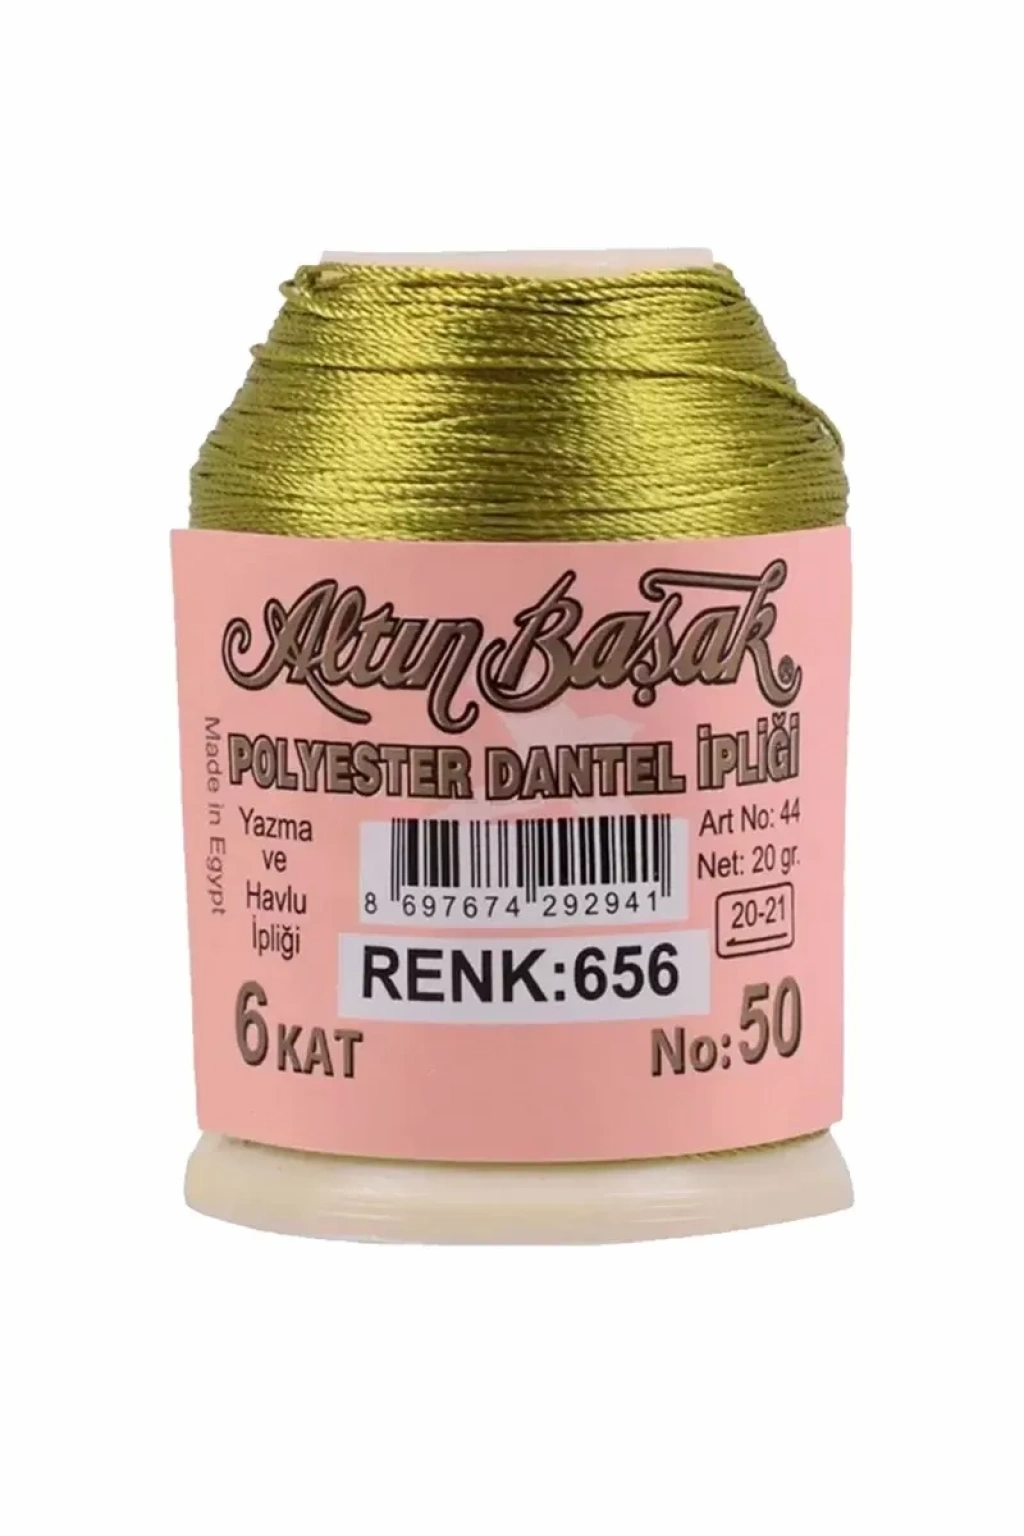 Altın Başak®
POLYESTER DANTEL İPLİĞİ
Made in Egypt
Yazma
ve
Havlu
İpliği
8 697674 292941
Art No: 44
Net: 20 gr.
20-21
RENK:656
6 KAT
No:50